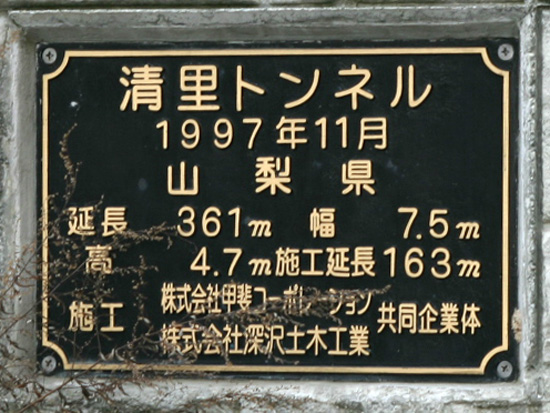 清里トンネル
1997年11月
山梨県
延長 361m 幅 7.5m
高 4.7m 施工延長 163m
施工 株式会社甲斐コーポレーション 共同企業体
株式会社深沢土木工業